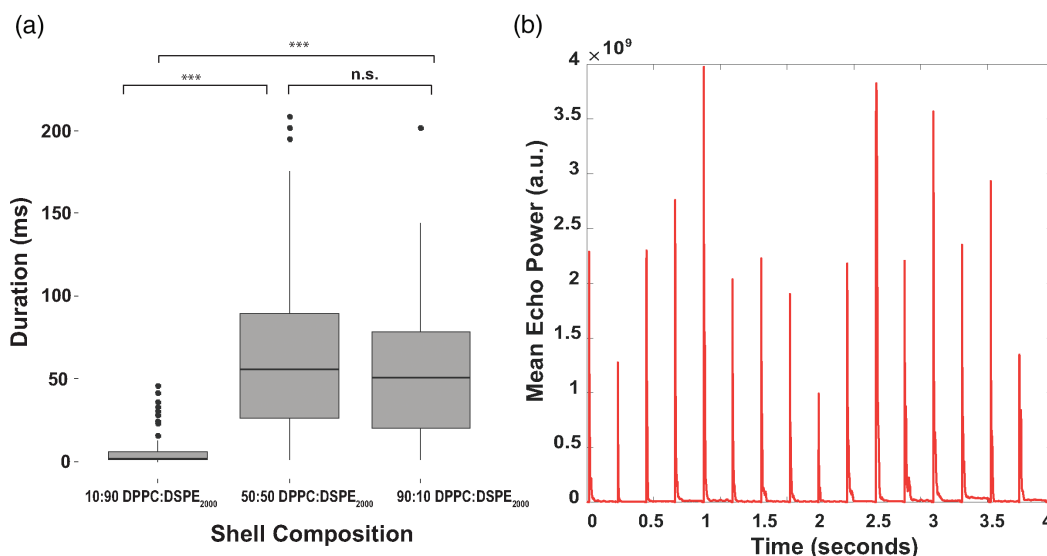 (a)
***
***
n.s.
Duration (ms)
200
150
100
50
0
10:90 DPPC:DSPE2000
50:50 DPPC:DSPE2000
90:10 DPPC:DSPE2000
Shell Composition
(b)
4 ×10^9
Mean Echo Power (a.u.)
3.5
3
2.5
2
1.5
1
0.5
0
0 0.5 1 1.5 2 2.5 3 3.5 4
Time (seconds)